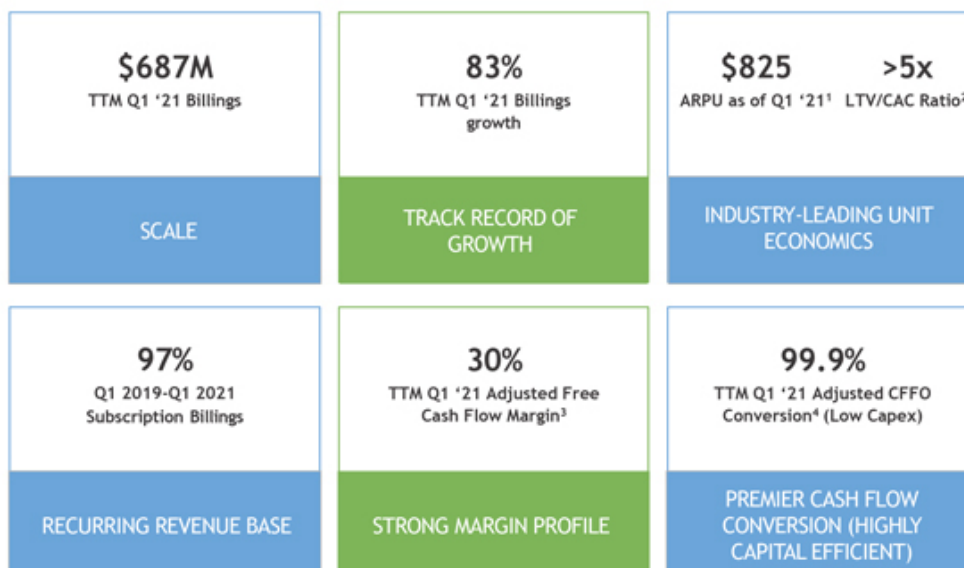 $687M
TTM Q1 ‘21 Billings
SCALE
83%
TTM Q1 ‘21 Billings
growth
TRACK RECORD OF
GROWTH
$825 >5x
ARPU as of Q1 ‘21¹ LTV/CAC Ratio²
INDUSTRY-LEADING UNIT
ECONOMICS
97%
Q1 2019-Q1 2021
Subscription Billings
RECURRING REVENUE BASE
30%
TTM Q1 ‘21 Adjusted Free
Cash Flow Margin³
STRONG MARGIN PROFILE
99.9%
TTM Q1 ‘21 Adjusted CFFO
Conversion⁴ (Low Capex)
PREMIER CASH FLOW
CONVERSION (HIGHLY
CAPITAL EFFICIENT)